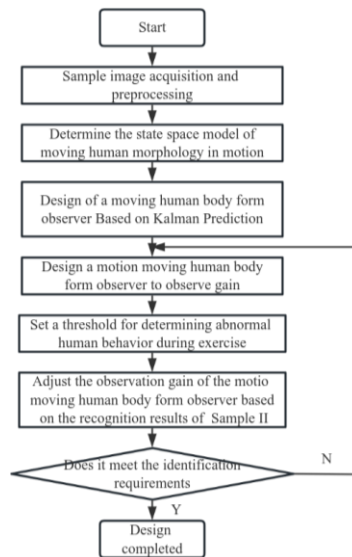 Start
Sample image acquisition and
preprocessing
Determine the state space model of
moving human morphology in motion
Design of a moving human body form
observer Based on Kalman Prediction
Design a motion moving human body
form observer to observe gain
Set a threshold for determining abnormal
human behavior during exercise
Adjust the observation gain of the motio
moving human body form observer based
on the recognition results of Sample II
Does it meet the identification
requirements
N
Y
Design
completed